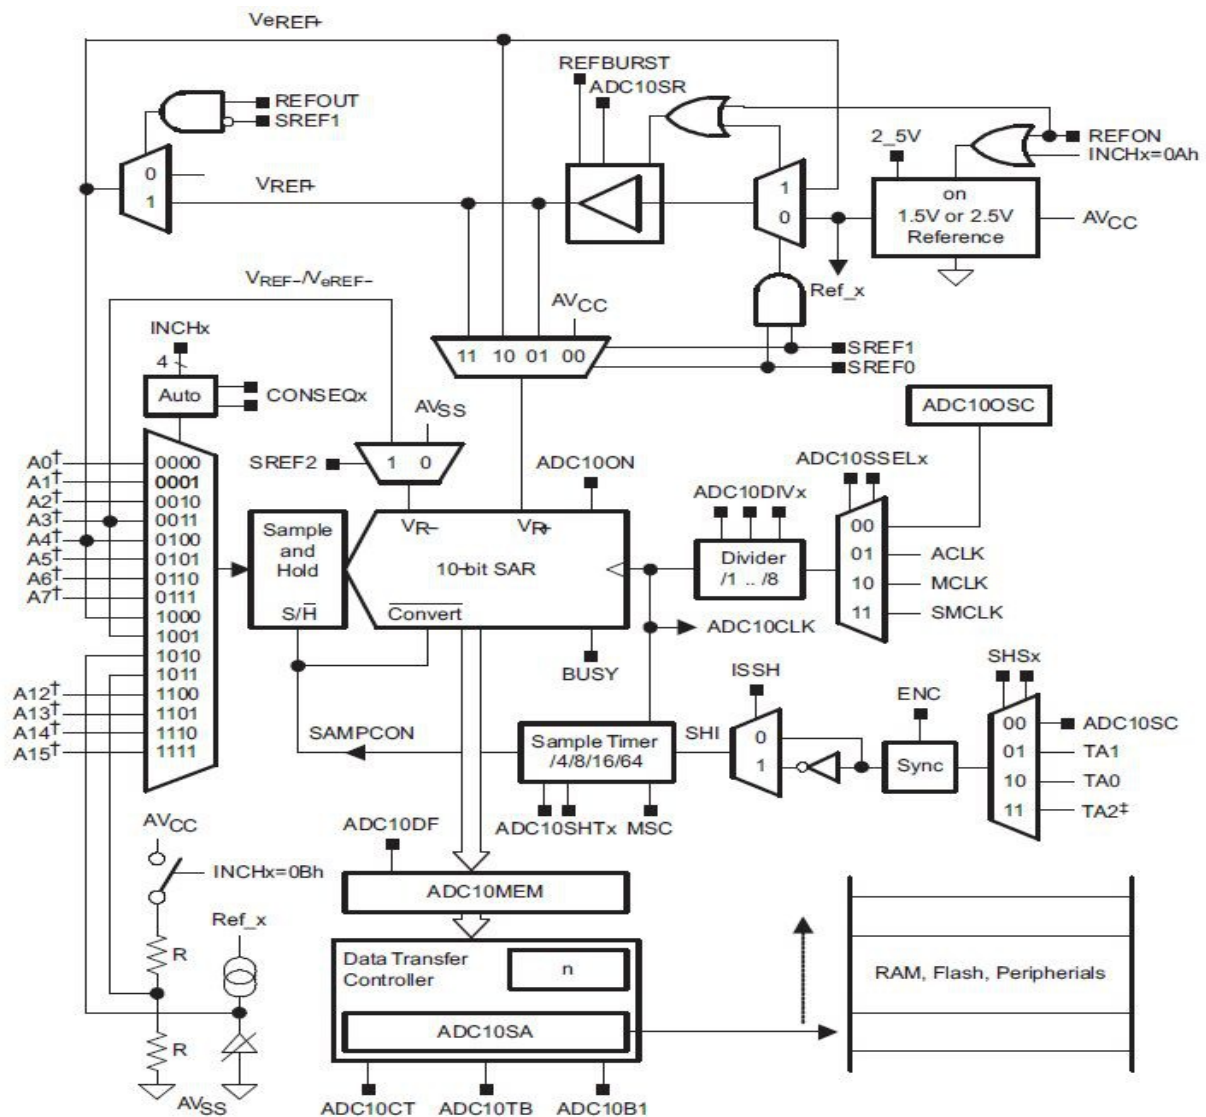 VeREF+
REFBURST
ADC10SR
REFOUT
SREF1
2_5V
REFON
INCHx=0Ah
0
1
VREF+
1
0
on
1.5V or 2.5V
Reference
AVCC
Ref_x
VREF−/VeREF−
AVCC
INCHx
4
11 10 01 00
SREF1
SREF0
Auto
CONSEQx
AVSS
ADC10OSC
SREF2
1 0
ADC10ON
ADC10SSELx
A0† 0000
A1† 0001
A2† 0010
A3† 0011
A4† 0100
A5† 0101
A6† 0110
A7† 0111
1000
1001
1010
1011
A12† 1100
A13† 1101
A14† 1110
A15† 1111
ADC10DIVx
Sample
and
Hold
S/H̅
VR−
VR+
10−bit SAR
Convert
Divider
/1 .. /8
00
01
10
11
ACLK
MCLK
SMCLK
ADC10CLK
BUSY
ISSH
ENC
SHSx
SAMPCON
Sample Timer
/4/8/16/64
SHI
0
1
Sync
00
01
10
11
ADC10SC
TA1
TA0
TA2‡
ADC10SHTx
MSC
AVCC
ADC10DF
INCHx=0Bh
ADC10MEM
Ref_x
R
Data Transfer
Controller
n
RAM, Flash, Peripherials
ADC10SA
R
AVSS
ADC10CT
ADC10TB
ADC10B1